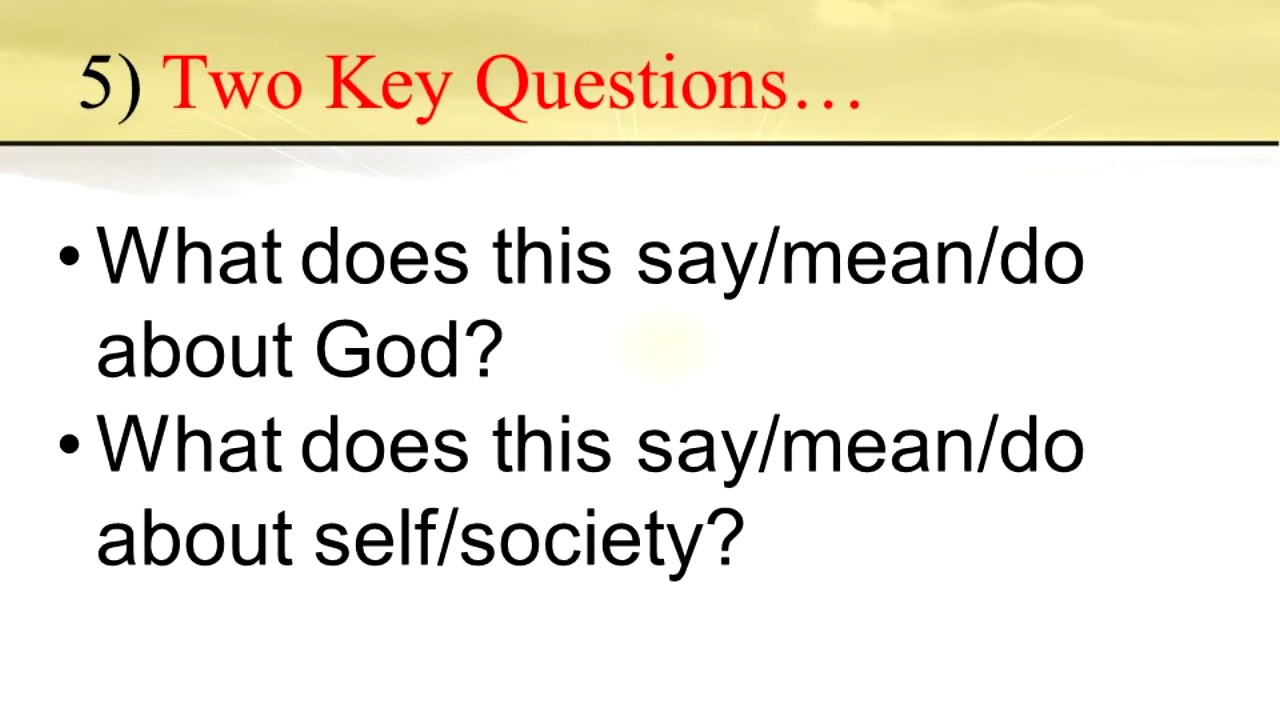 5) Two Key Questions…
• What does this say/mean/do
about God?
• What does this say/mean/do
about self/society?